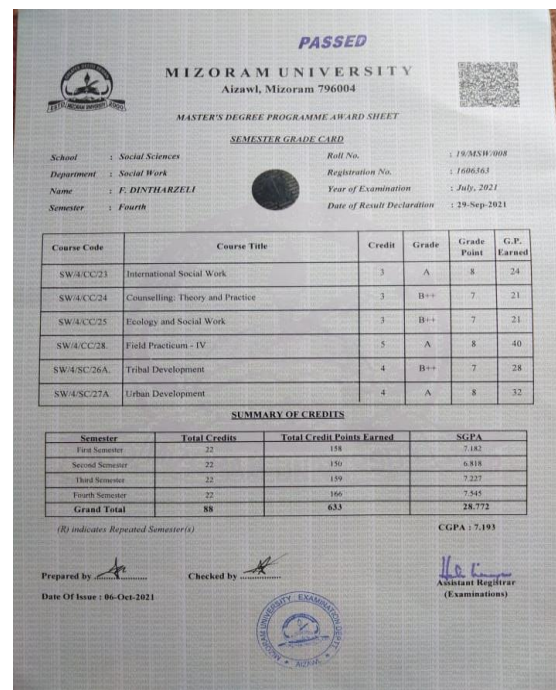 PASSED
MIZORAM UNIVERSITY
Aizawl, Mizoram 796004
MASTER'S DEGREE PROGRAMME AWARD SHEET
SEMESTER GRADE CARD
School : Social Sciences Roll No. : 19/MSW/008
Department : Social Work Registration No. : 1606363
Name : F. DINTHARZELI Year of Examination : July, 2021
Semester : Fourth Date of Result Declaration : 29-Sep-2021
Course Code Course Title Credit Grade Grade Point G.P. Earned
SW/4/CC/23 International Social Work 3 A 8 24
SW/4/CC/24 Counselling: Theory and Practice 3 B++ 7 21
SW/4/CC/25 Ecology and Social Work 3 B++ 7 21
SW/4/CC/28. Field Practicum - IV 5 A 8 40
SW/4/SC/26A. Tribal Development 4 B++ 7 28
SW/4/SC/27A Urban Development 4 A 8 32
SUMMARY OF CREDITS
Semester Total Credits Total Credit Points Earned SGPA
First Semester 22 158 7.182
Second Semester 22 150 6.818
Third Semester 22 159 7.227
Fourth Semester 22 166 7.545
Grand Total 88 633 28.772
(R) indicates Repeated Semester(s) CGPA : 7.193
Prepared by Checked by
Assistant Registrar
Date Of Issue : 06-Oct-2021 (Examinations)
MIZORAM UNIVERSITY EXAMINATION DEPTT.
AIZAWL